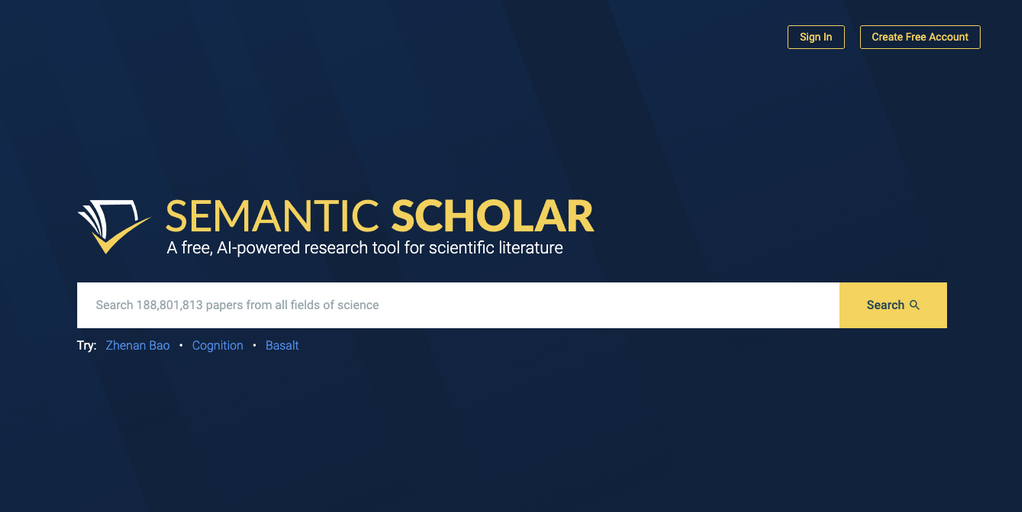 Sign In
Create Free Account
SEMANTIC SCHOLAR
A free, AI-powered research tool for scientific literature
Search 188,801,813 papers from all fields of science
Search
Try: Zhenan Bao • Cognition • Basalt